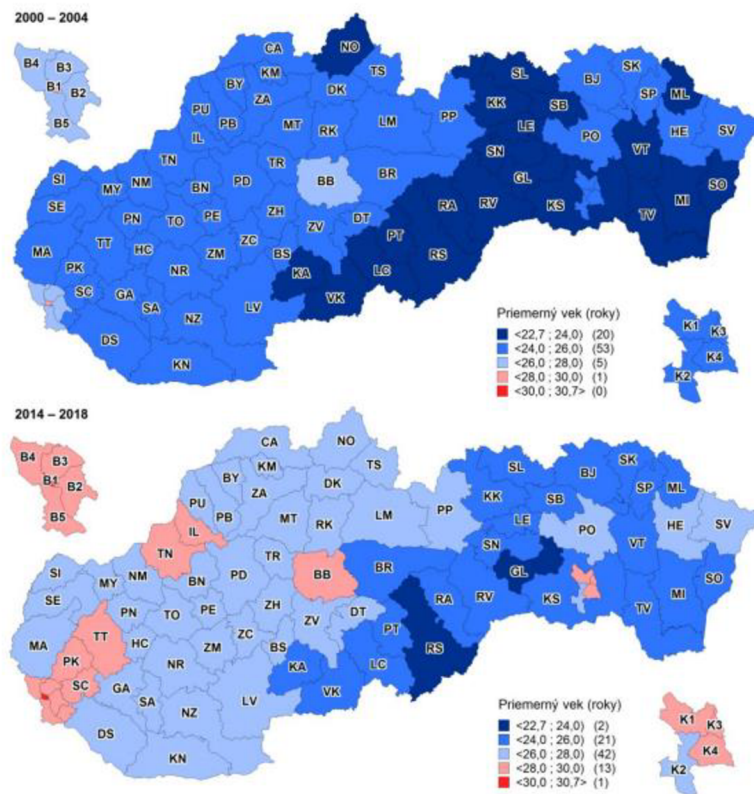 2000 – 2004
B4 B3
B1 B2
B5
CA NO
BY KM TS
PU ZA DK
PB
IL MT RK LM PP
TN
SI MY NM BN PD TR BB BR
SE
PN TO PE ZH ZV DT
MA TT HC ZC
PK NR ZM BS KA PT
SC GA SA LV VK LC
DS NZ
KN
SL BJ SK
KK SB SP ML
LE PO HE SV
SN VT
GL SO
RA RV KS MI
TV
RS
Priemerný vek (roky)
<22,7 ; 24,0) (20)
<24,0 ; 26,0) (53)
<26,0 ; 28,0) (5)
<28,0 ; 30,0) (1)
<30,0 ; 30,7> (0)
K1 K3
K4
K2
2014 – 2018
B4 B3
B1 B2
B5
CA NO
BY KM TS
PU ZA DK
PB
IL MT RK LM PP
TN
SI MY NM BN PD TR BB BR
SE
PN TO PE ZH ZV DT
MA TT HC ZC
PK NR ZM BS KA PT
SC GA SA LV VK LC
DS NZ
KN
SL BJ SK
KK SB SP ML
LE PO HE SV
SN VT
GL SO
RA RV KS MI
TV
RS
Priemerný vek (roky)
<22,7 ; 24,0) (2)
<24,0 ; 26,0) (21)
<26,0 ; 28,0) (42)
<28,0 ; 30,0) (13)
<30,0 ; 30,7> (1)
K1 K3
K4
K2